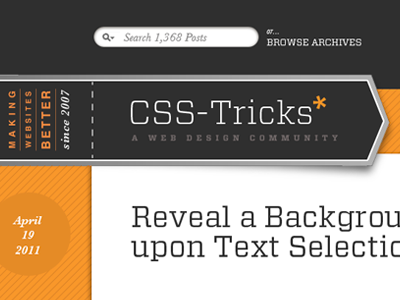 Search 1,368 Posts
or...
BROWSE ARCHIVES
MAKING
WEBSITES
BETTER
since 2007
CSS-Tricks*
A WEB DESIGN COMMUNITY
April
19
2011
Reveal a Backgrou
upon Text Selectio